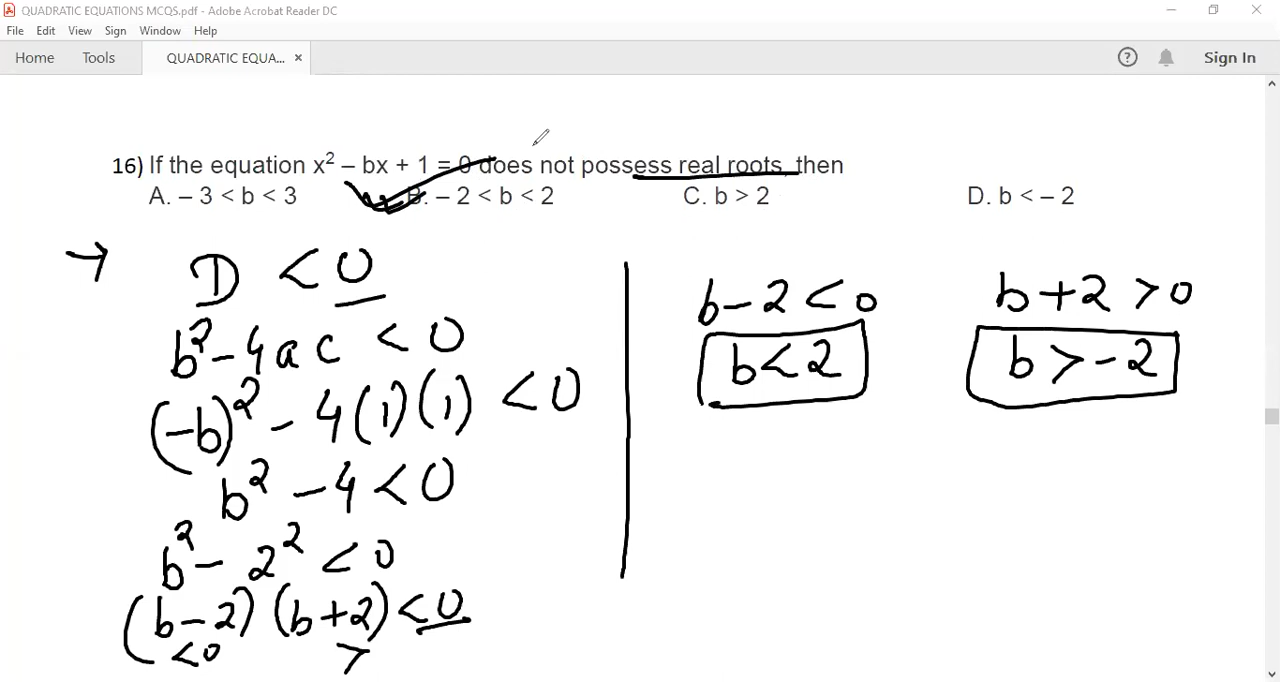 QUADRATIC EQUATIONS MCQS.pdf - Adobe Acrobat Reader DC
File Edit View Sign Window Help
Home Tools QUADRATIC EQUA... × Sign In
16) If the equation x² – bx + 1 = 0 does not possess real roots, then
A. – 3 < b < 3 B. – 2 < b < 2 C. b > 2 D. b < – 2
→ D < 0
b² - 4ac < 0
(-b)² - 4(1)(1) < 0
b² - 4 < 0
b² - 2² < 0
(b-2)(b+2) < 0
<0 >
b-2 < 0
b < 2
b+2 > 0
b > -2